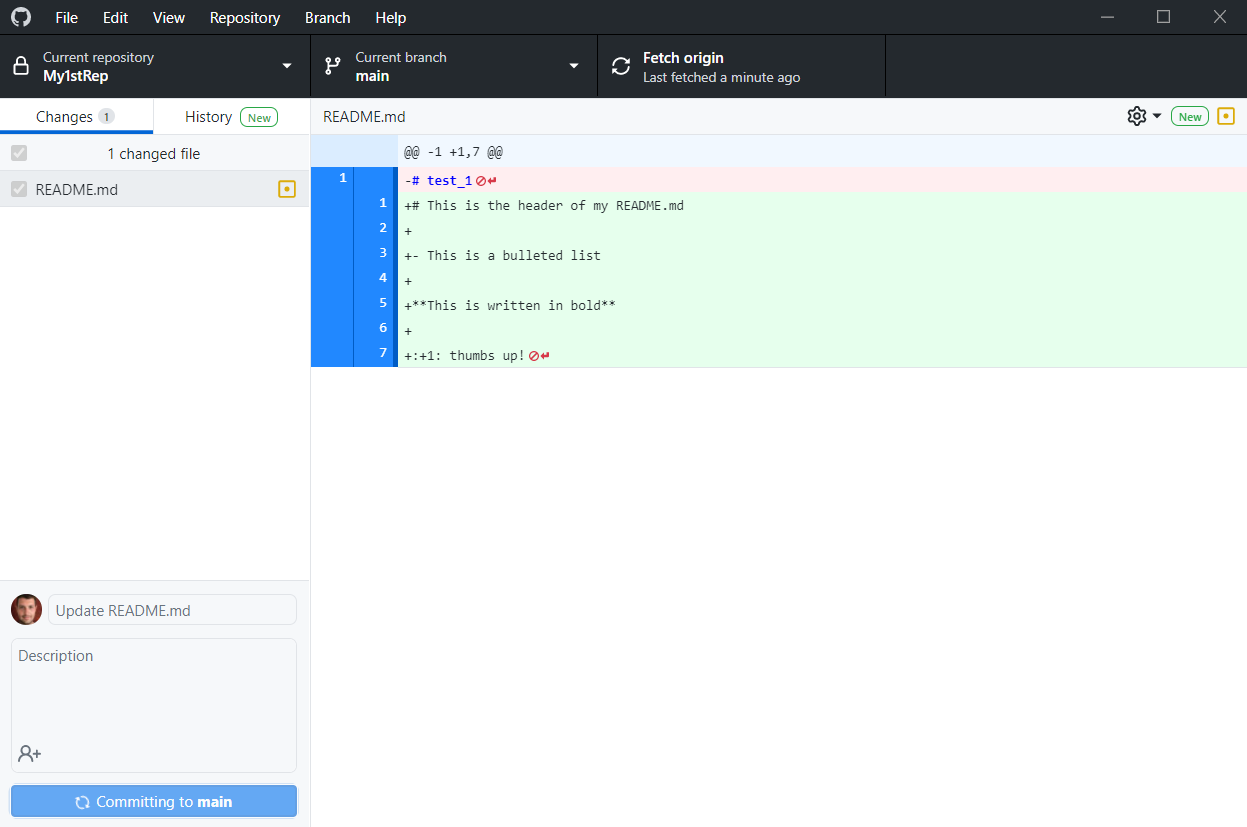 File Edit View Repository Branch Help
Current repository
My1stRep
Current branch
main
Fetch origin
Last fetched a minute ago
Changes 1 History New
README.md New
1 changed file
README.md
@@ -1 +1,7 @@
1 -# test_1
1 +# This is the header of my README.md
2 +
3 +- This is a bulleted list
4 +
5 +**This is written in bold**
6 +
7 +:+1: thumbs up!
Update README.md
Description
Committing to main